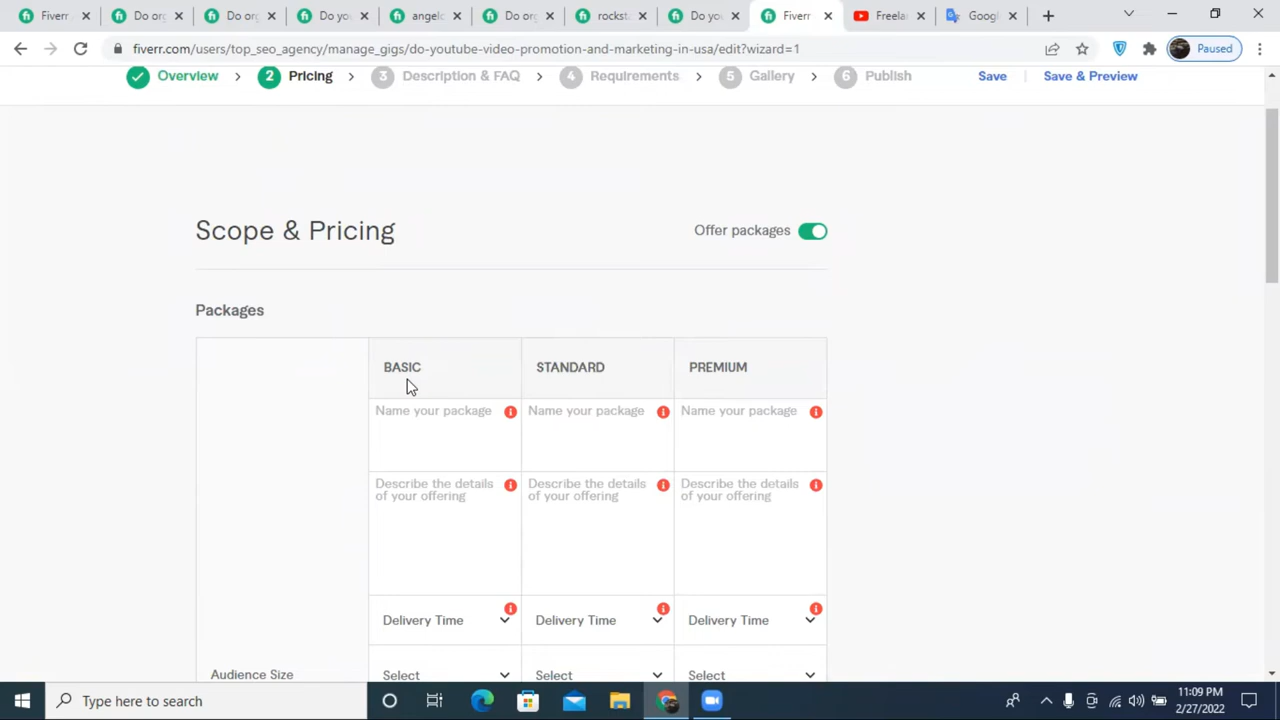 Fiverr
Do or
Do or
Do yo
angelo
Do or
rocksta
Do yo
Fiverr
Freelan
Googl
fiverr.com/users/top_seo_agency/manage_gigs/do-youtube-video-promotion-and-marketing-in-usa/edit?wizard=1
Paused
Overview
2 Pricing
3 Description & FAQ
4 Requirements
5 Gallery
6 Publish
Save
Save & Preview
Scope & Pricing
Offer packages
Packages
BASIC STANDARD PREMIUM
Name your package Name your package Name your package
Describe the details Describe the details Describe the details
of your offering of your offering of your offering
Delivery Time Delivery Time Delivery Time
Audience Size Select Select Select
Type here to search
11:09 PM
2/27/2022